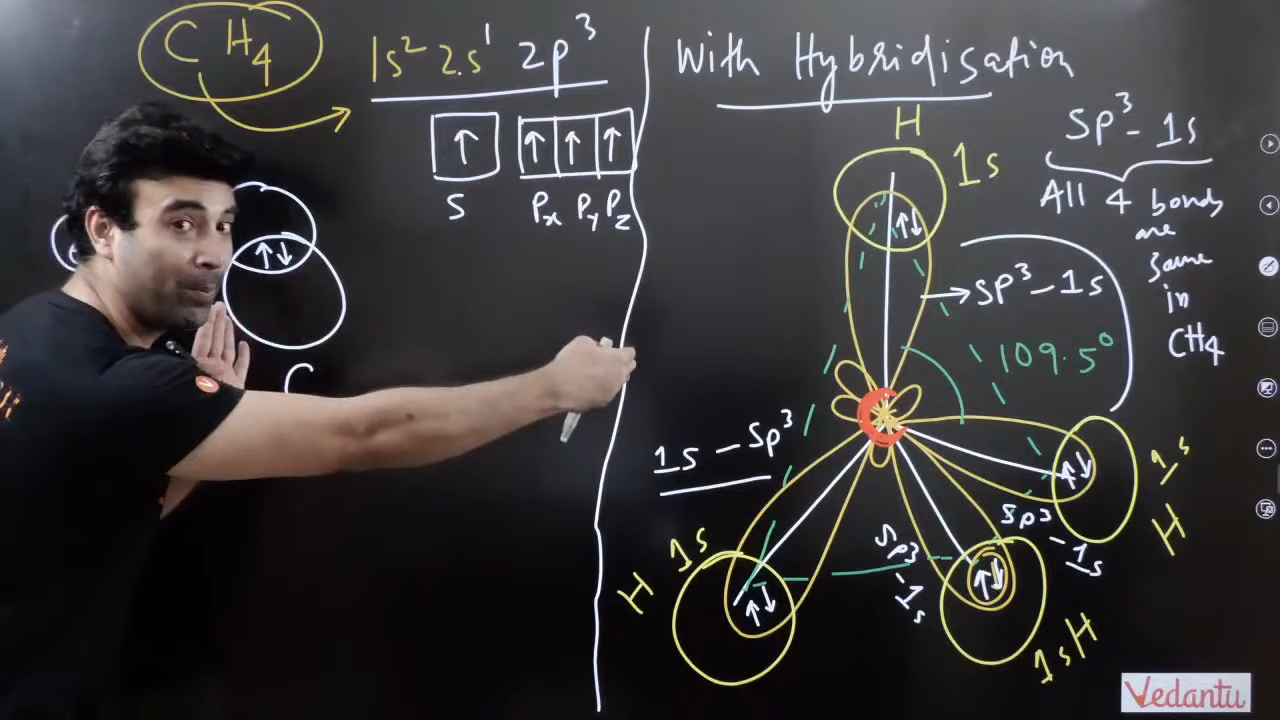 CH4
1s² 2s¹ 2p³
↑ ↑ ↑ ↑
S Px Py Pz
↑↓
C
With Hybridisation
H
1s
↑↓
sp³ - 1s
109.5°
sp³ - 1s
All 4 bonds
are
same
in
CH4
1s - sp³
H 1s
↑↓
sp³
- 1s
↑↓
1s H
sp³
- 1s
↑↓
1s
H
Vedantu